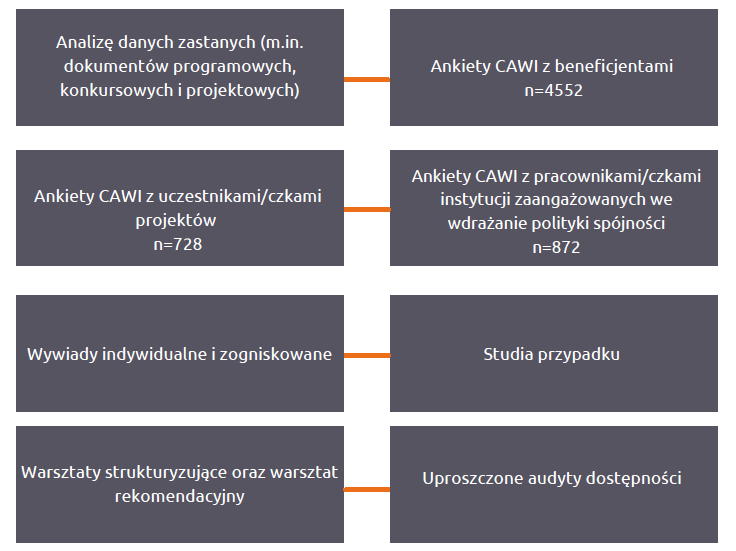 Analizę danych zastanych (m.in.
dokumentów programowych,
konkursowych i projektowych)
Ankiety CAWI z beneficjentami
n=4552
Ankiety CAWI z uczestnikami/czkami
projektów
n=728
Ankiety CAWI z pracownikami/czkami
instytucji zaangażowanych we
wdrażanie polityki spójności
n=872
Wywiady indywidualne i zogniskowane
Studia przypadku
Warsztaty strukturyzujące oraz warsztat
rekomendacyjny
Uproszczone audyty dostępności